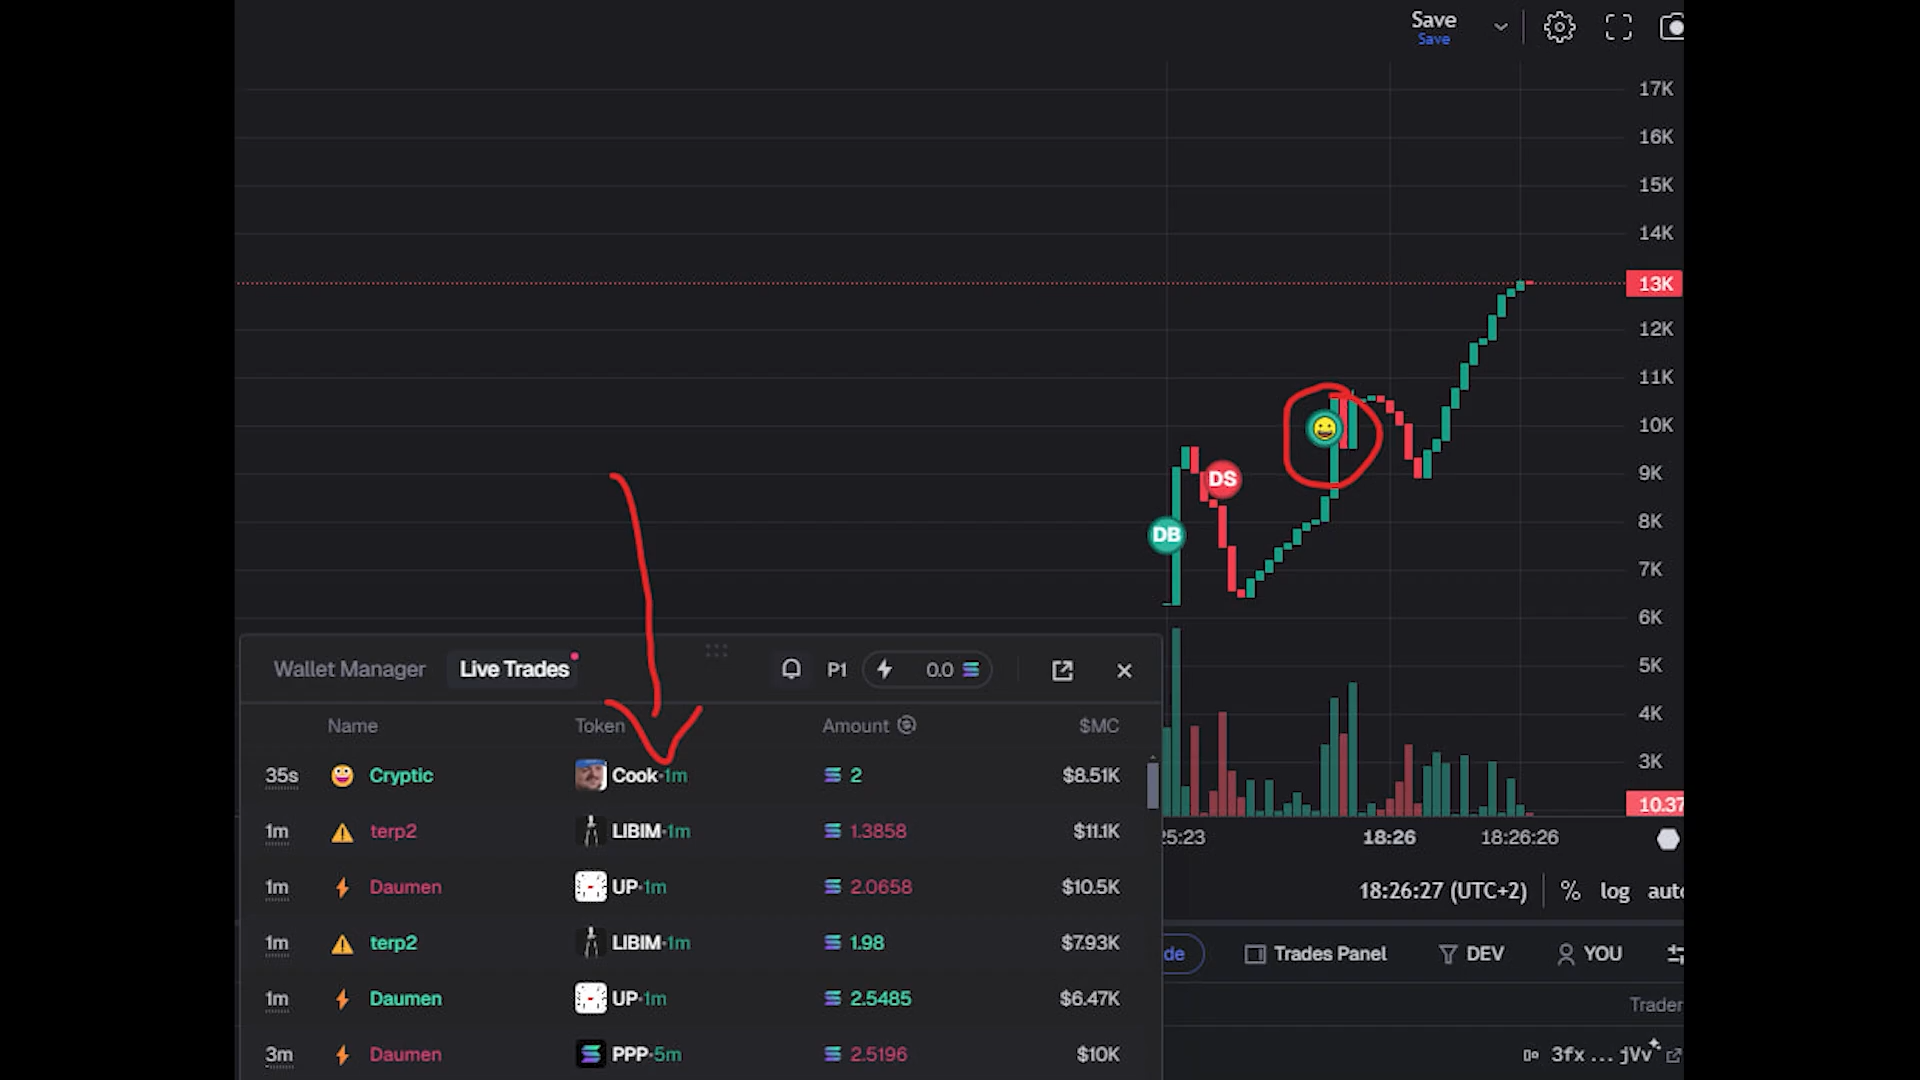 Save
Save
17K
16K
15K
14K
13K
12K
11K
10K
9K
DS
8K
DB
7K
6K
5K
4K
3K
10.37
25:23 18:26 18:26:26
18:26:27 (UTC+2) % log auto
Wallet Manager Live Trades P1 0.0
Name Token Amount $MC
35s Cryptic Cook·1m 2 $8.51K
1m terp2 LIBIM·1m 1.3858 $11.1K
1m Daumen UP·1m 2.0658 $10.5K
1m terp2 LIBIM·1m 1.98 $7.93K
1m Daumen UP·1m 2.5485 $6.47K
3m Daumen PPP·5m 2.5196 $10K
de Trades Panel DEV YOU
Trader
3fx ... jVv